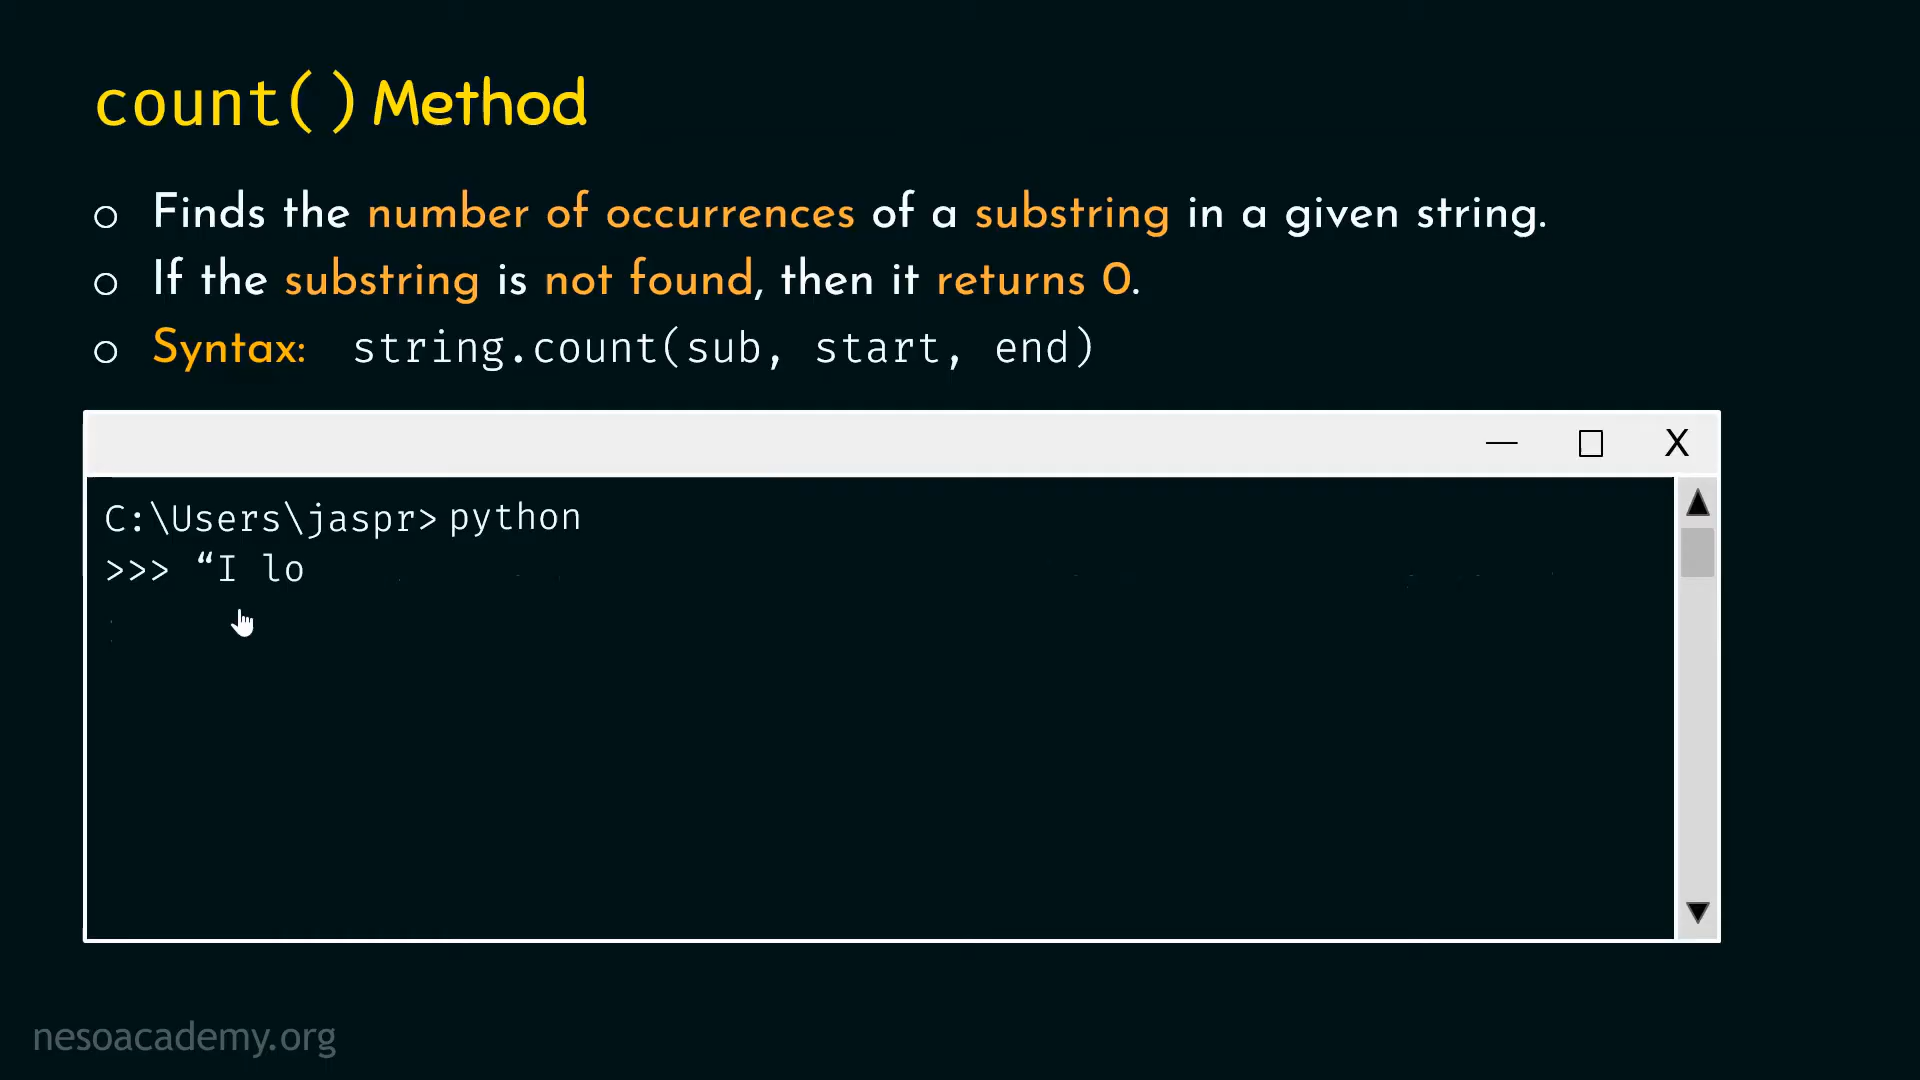 count() Method
○ Finds the number of occurrences of a substring in a given string.
○ If the substring is not found, then it returns 0.
○ Syntax: string.count(sub, start, end)
X
C:\Users\jaspr> python
>>> “I lo
nesoacademy.org